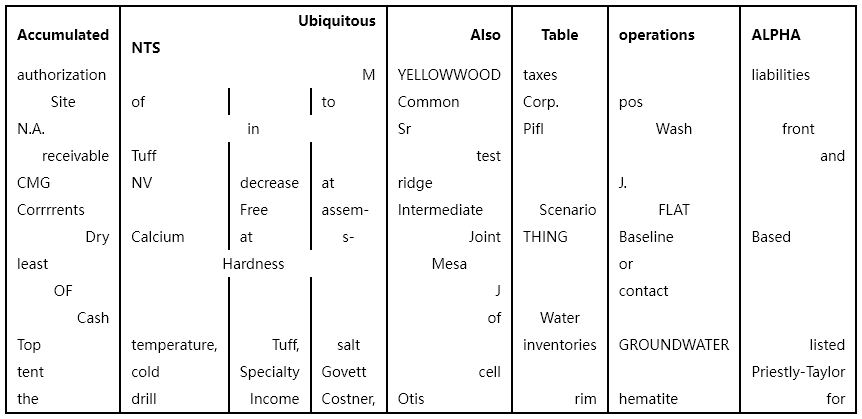 Accumulated Ubiquitous NTS Also Table operations ALPHA
authorization M YELLOWWOOD taxes liabilities
Site of to Common Corp. pos
N.A. in Sr Pifl Wash front
receivable Tuff test and
CMG NV decrease at ridge J.
Corrrrents Free assem- Intermediate Scenario FLAT
Dry Calcium at s- Joint THING Baseline Based
least Hardness Mesa or
OF J contact
Cash of Water
Top temperature, Tuff, salt inventories GROUNDWATER listed
tent cold Specialty Govett cell Priestly-Taylor
the drill Income Costner, Otis rim hematite for